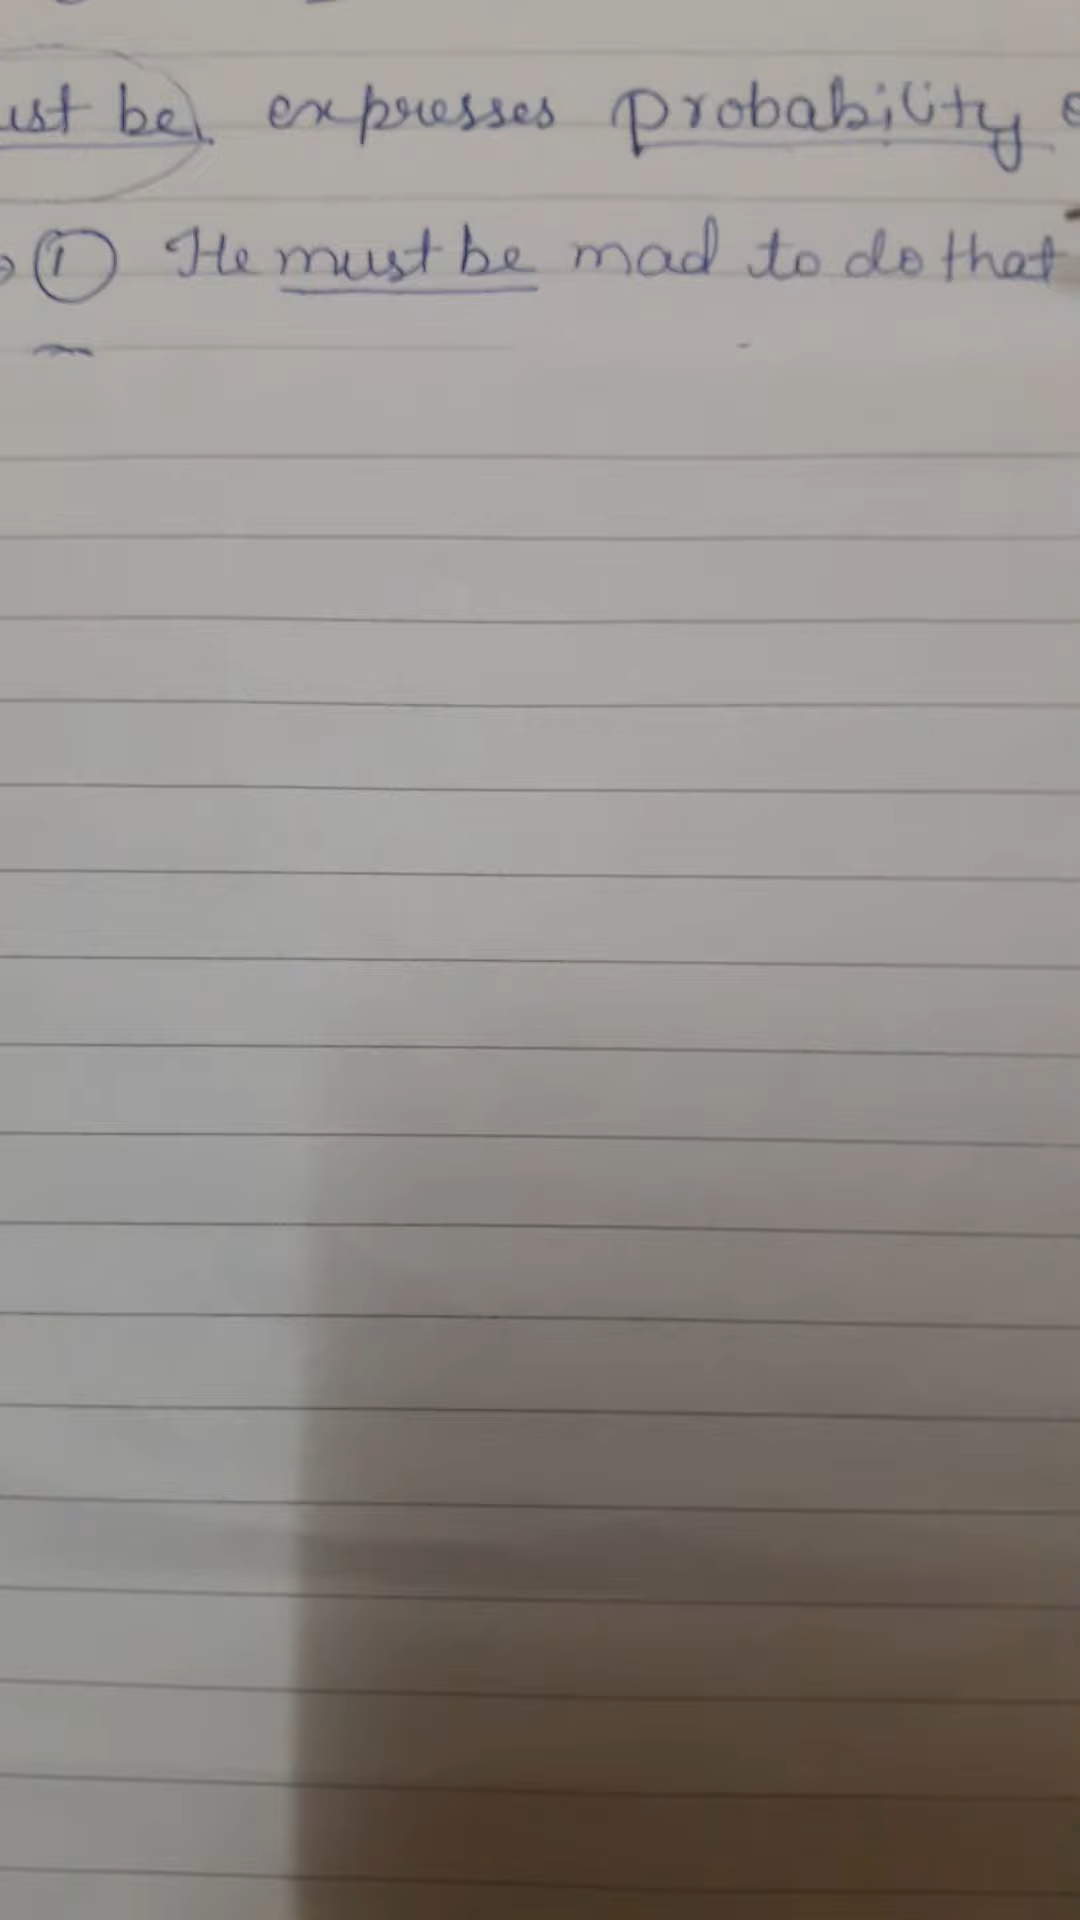 ust be expresses probability
① He must be mad to do that